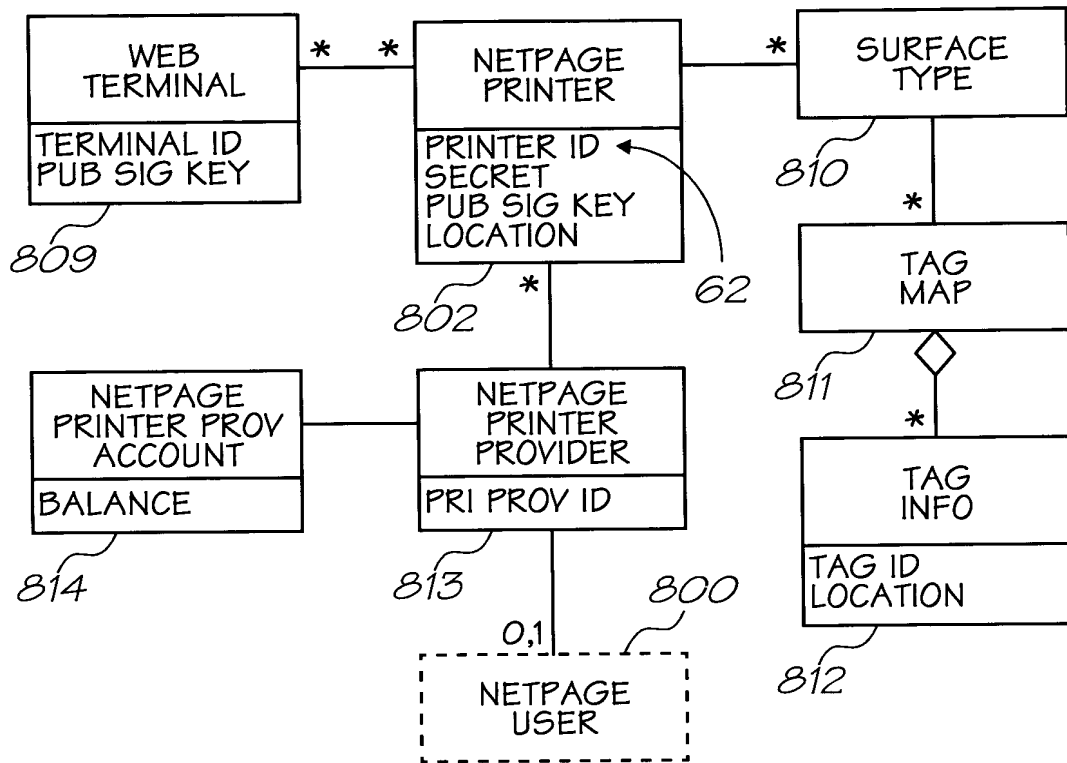 WEB
TERMINAL
TERMINAL ID
PUB SIG KEY
809
*
*
NETPAGE
PRINTER
PRINTER ID
SECRET
PUB SIG KEY
LOCATION
802
62
*
*
SURFACE
TYPE
810
*
TAG
MAP
811
*
TAG
INFO
TAG ID
LOCATION
812
NETPAGE
PRINTER PROV
ACCOUNT
BALANCE
814
NETPAGE
PRINTER
PROVIDER
PRI PROV ID
813
0,1
800
NETPAGE
USER